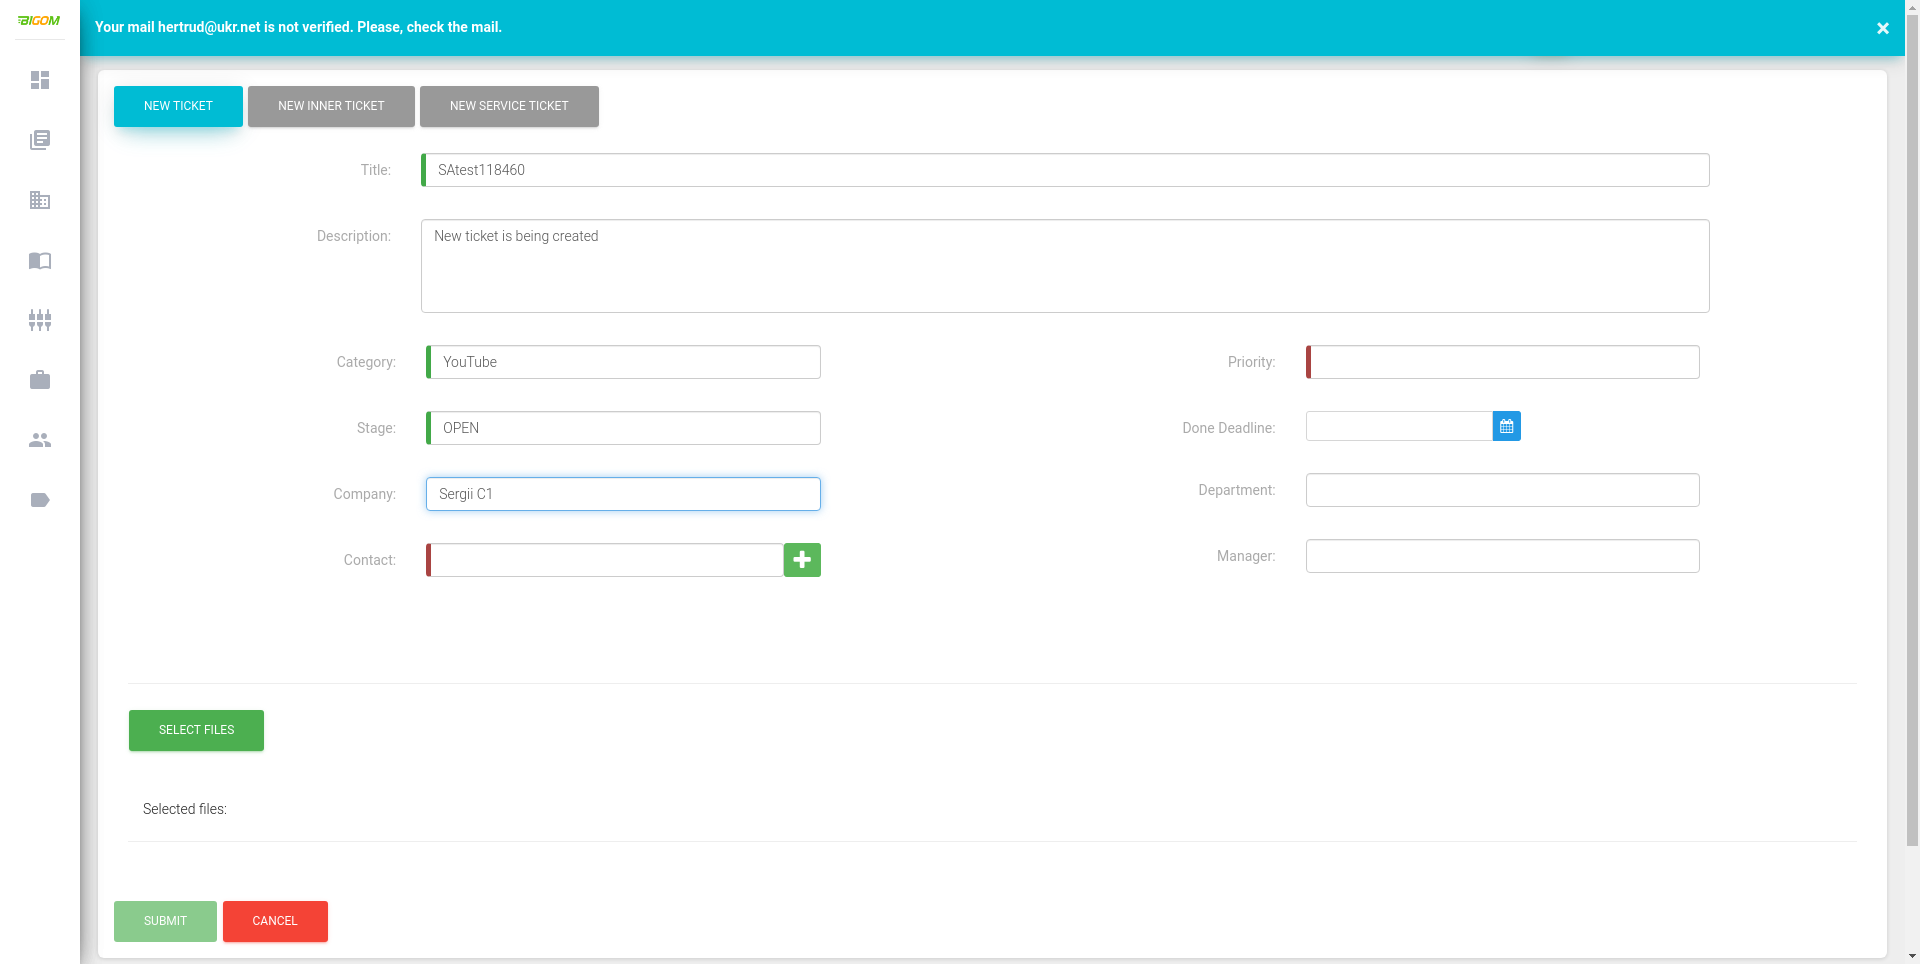 BIGOM
Your mail hertrud@ukr.net is not verified. Please, check the mail.
NEW TICKET NEW INNER TICKET NEW SERVICE TICKET
Title: SAtest118460
Description: New ticket is being created
Category: YouTube Priority:
Stage: OPEN Done Deadline:
Company: Sergii C1 Department:
Contact: Manager:
SELECT FILES
Selected files:
SUBMIT CANCEL